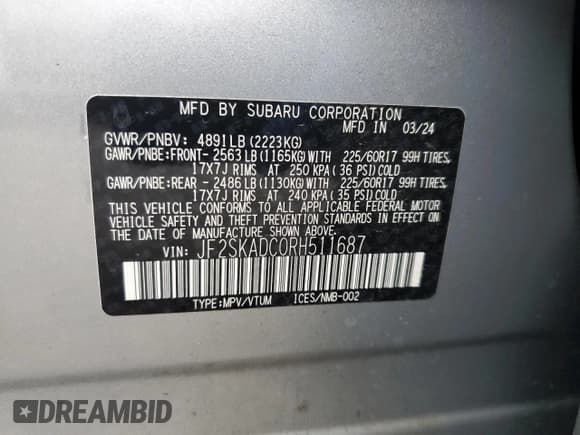 MFD BY SUBARU CORPORATION
MFD IN 03/24
GVWR/PNBV: 4891LB(2223KG)
GAWR/PNBE:FRONT- 2563LB(1165KG)WITH 225/60R17 99H TIRES,
17X7J RIMS AT 250 KPA(36 PSI)COLD
GAWR/PNBE:REAR - 2486LB(1130KG)WITH 225/60R17 99H TIRES,
17X7J RIMS AT 240 KPA(35 PSI)COLD
THIS VEHICLE CONFORMS TO ALL APPLICABLE FEDERAL MOTOR
VEHICLE SAFETY AND THEFT PREVENTION STANDARDS IN EFFECT ON
THE DATE OF MANUFACTURE SHOWN ABOVE.
VIN: JF2SKADC0RH511687
TYPE:MPV/VTUM ICES/NMB-002
DREAMBID